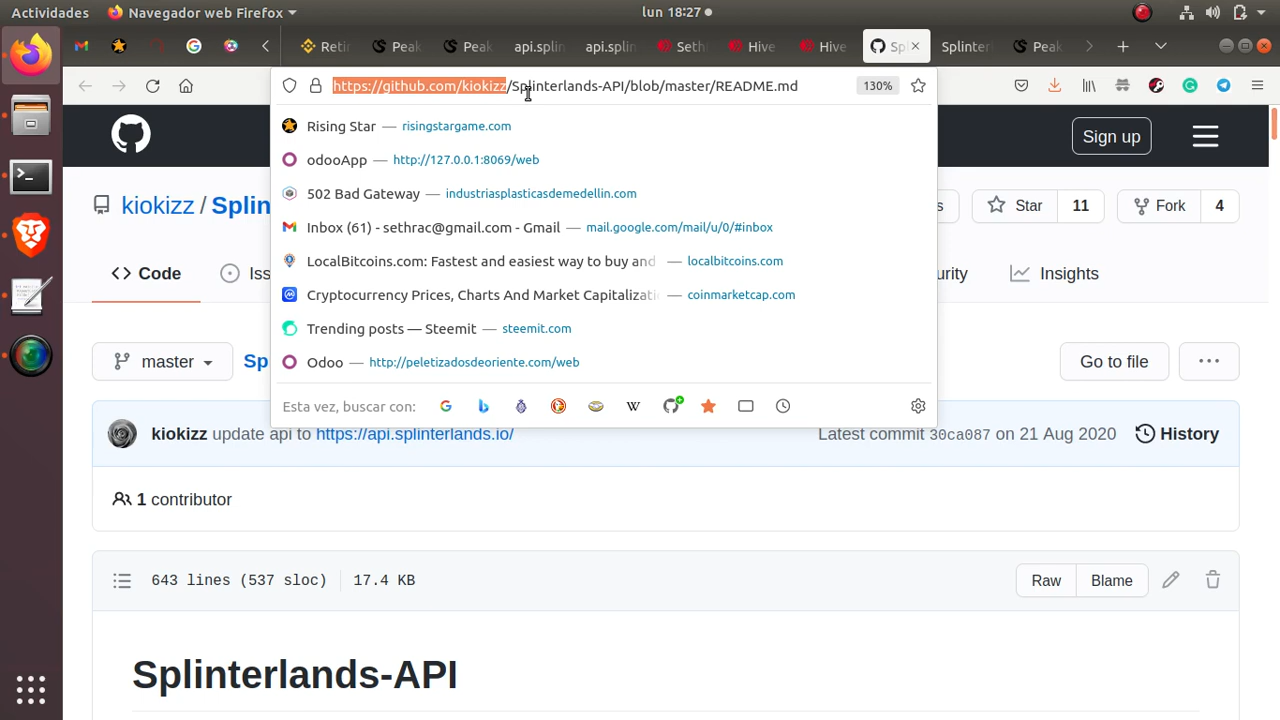 Actividades
Navegador web Firefox
lun 18:27
Retir
Peak
Peak
api.splin
api.splin
Seth
Hive
Hive
Spl
Splinter
Peak
https://github.com/kiokizz/Splinterlands-API/blob/master/README.md
130%
Rising Star — risingstargame.com
odooApp — http://127.0.0.1:8069/web
502 Bad Gateway — industriasplasticasdemedellin.com
Inbox (61) - sethrac@gmail.com - Gmail — mail.google.com/mail/u/0/#inbox
LocalBitcoins.com: Fastest and easiest way to buy and — localbitcoins.com
Cryptocurrency Prices, Charts And Market Capitalizati — coinmarketcap.com
Trending posts — Steemit — steemit.com
Odoo — http://peletizadosdeoriente.com/web
Esta vez, buscar con:
Sign up
kiokizz / Splin
s
Star 11
Fork 4
Code
Iss
urity
Insights
master
Sp
Go to file
kiokizz update api to https://api.splinterlands.io/
Latest commit 30ca087 on 21 Aug 2020
History
1 contributor
643 lines (537 sloc)
17.4 KB
Raw
Blame
Splinterlands-API